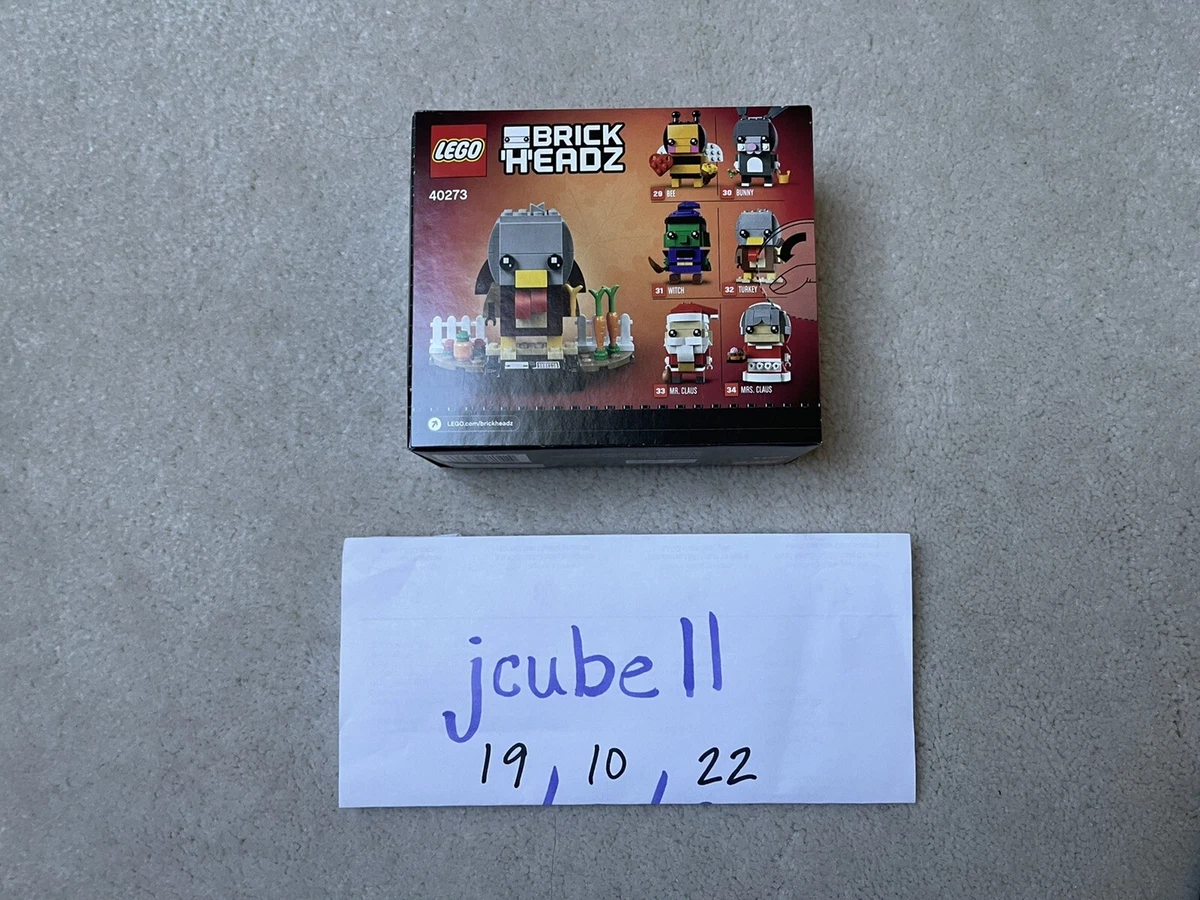 LEGO
BRICK
HEADZ
40273
29 BEE
30 BUNNY
31 WITCH
32 TURKEY
33 MR. CLAUS
34 MRS. CLAUS
LEGO.com/brickheadz
jcubell
19, 10, 22